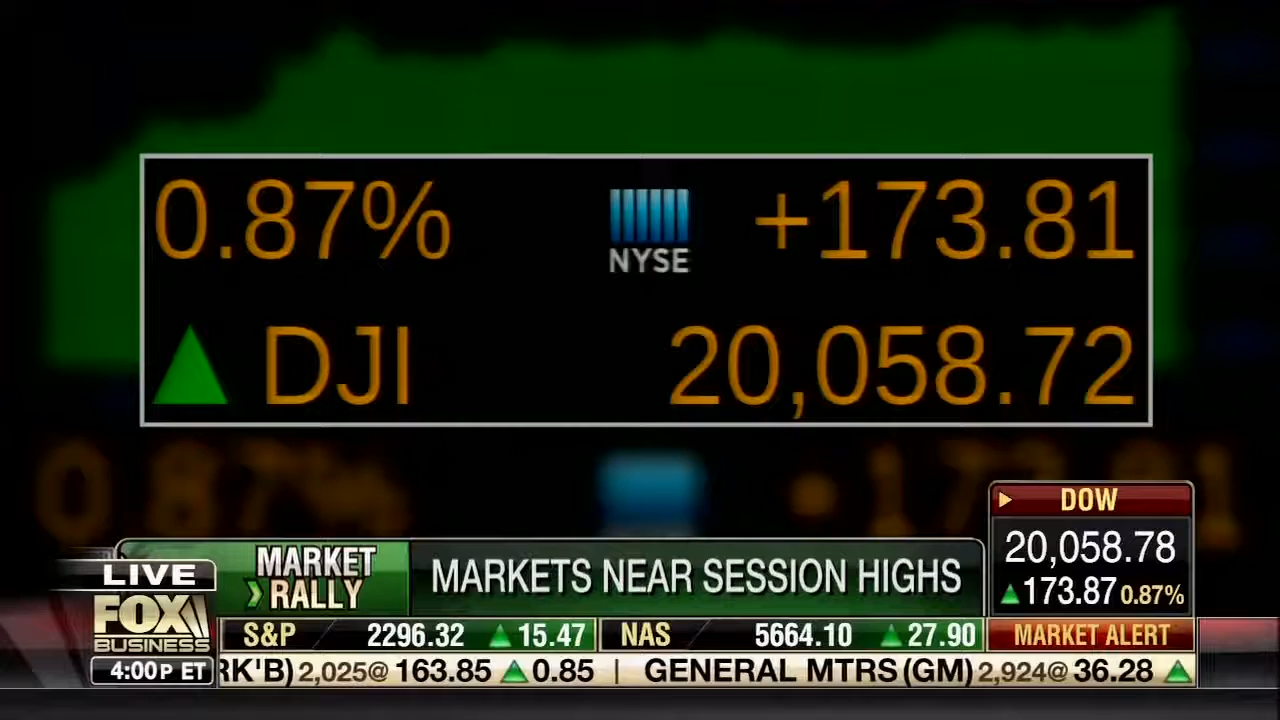 0.87% NYSE +173.81
DJI 20,058.72
DOW
20,058.78
173.87 0.87%
MARKET ALERT
MARKET
RALLY
MARKETS NEAR SESSION HIGHS
LIVE
FOX
BUSINESS
4:00P ET
S&P 2296.32 15.47 NAS 5664.10 27.90
RK'B) 2,025@ 163.85 0.85 | GENERAL MTRS (GM) 2,924@ 36.28